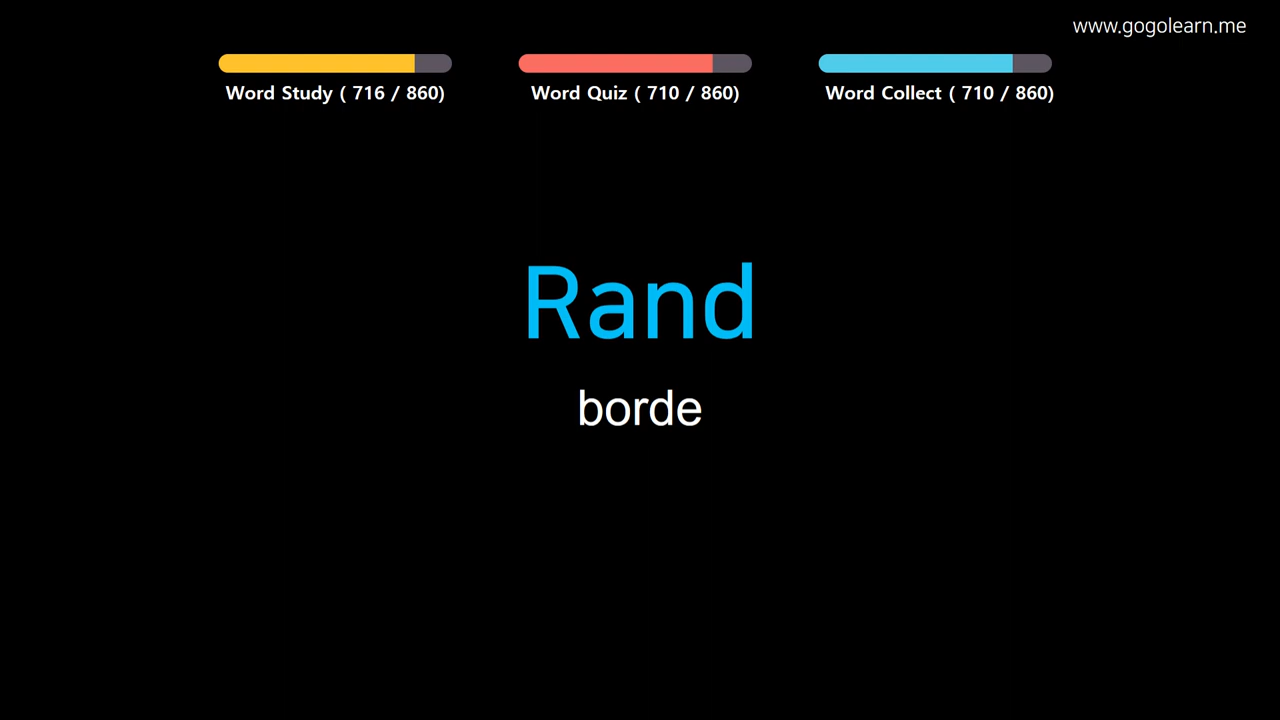 www.gogolearn.me
Word Study ( 716 / 860)
Word Quiz ( 710 / 860)
Word Collect ( 710 / 860)
Rand
borde